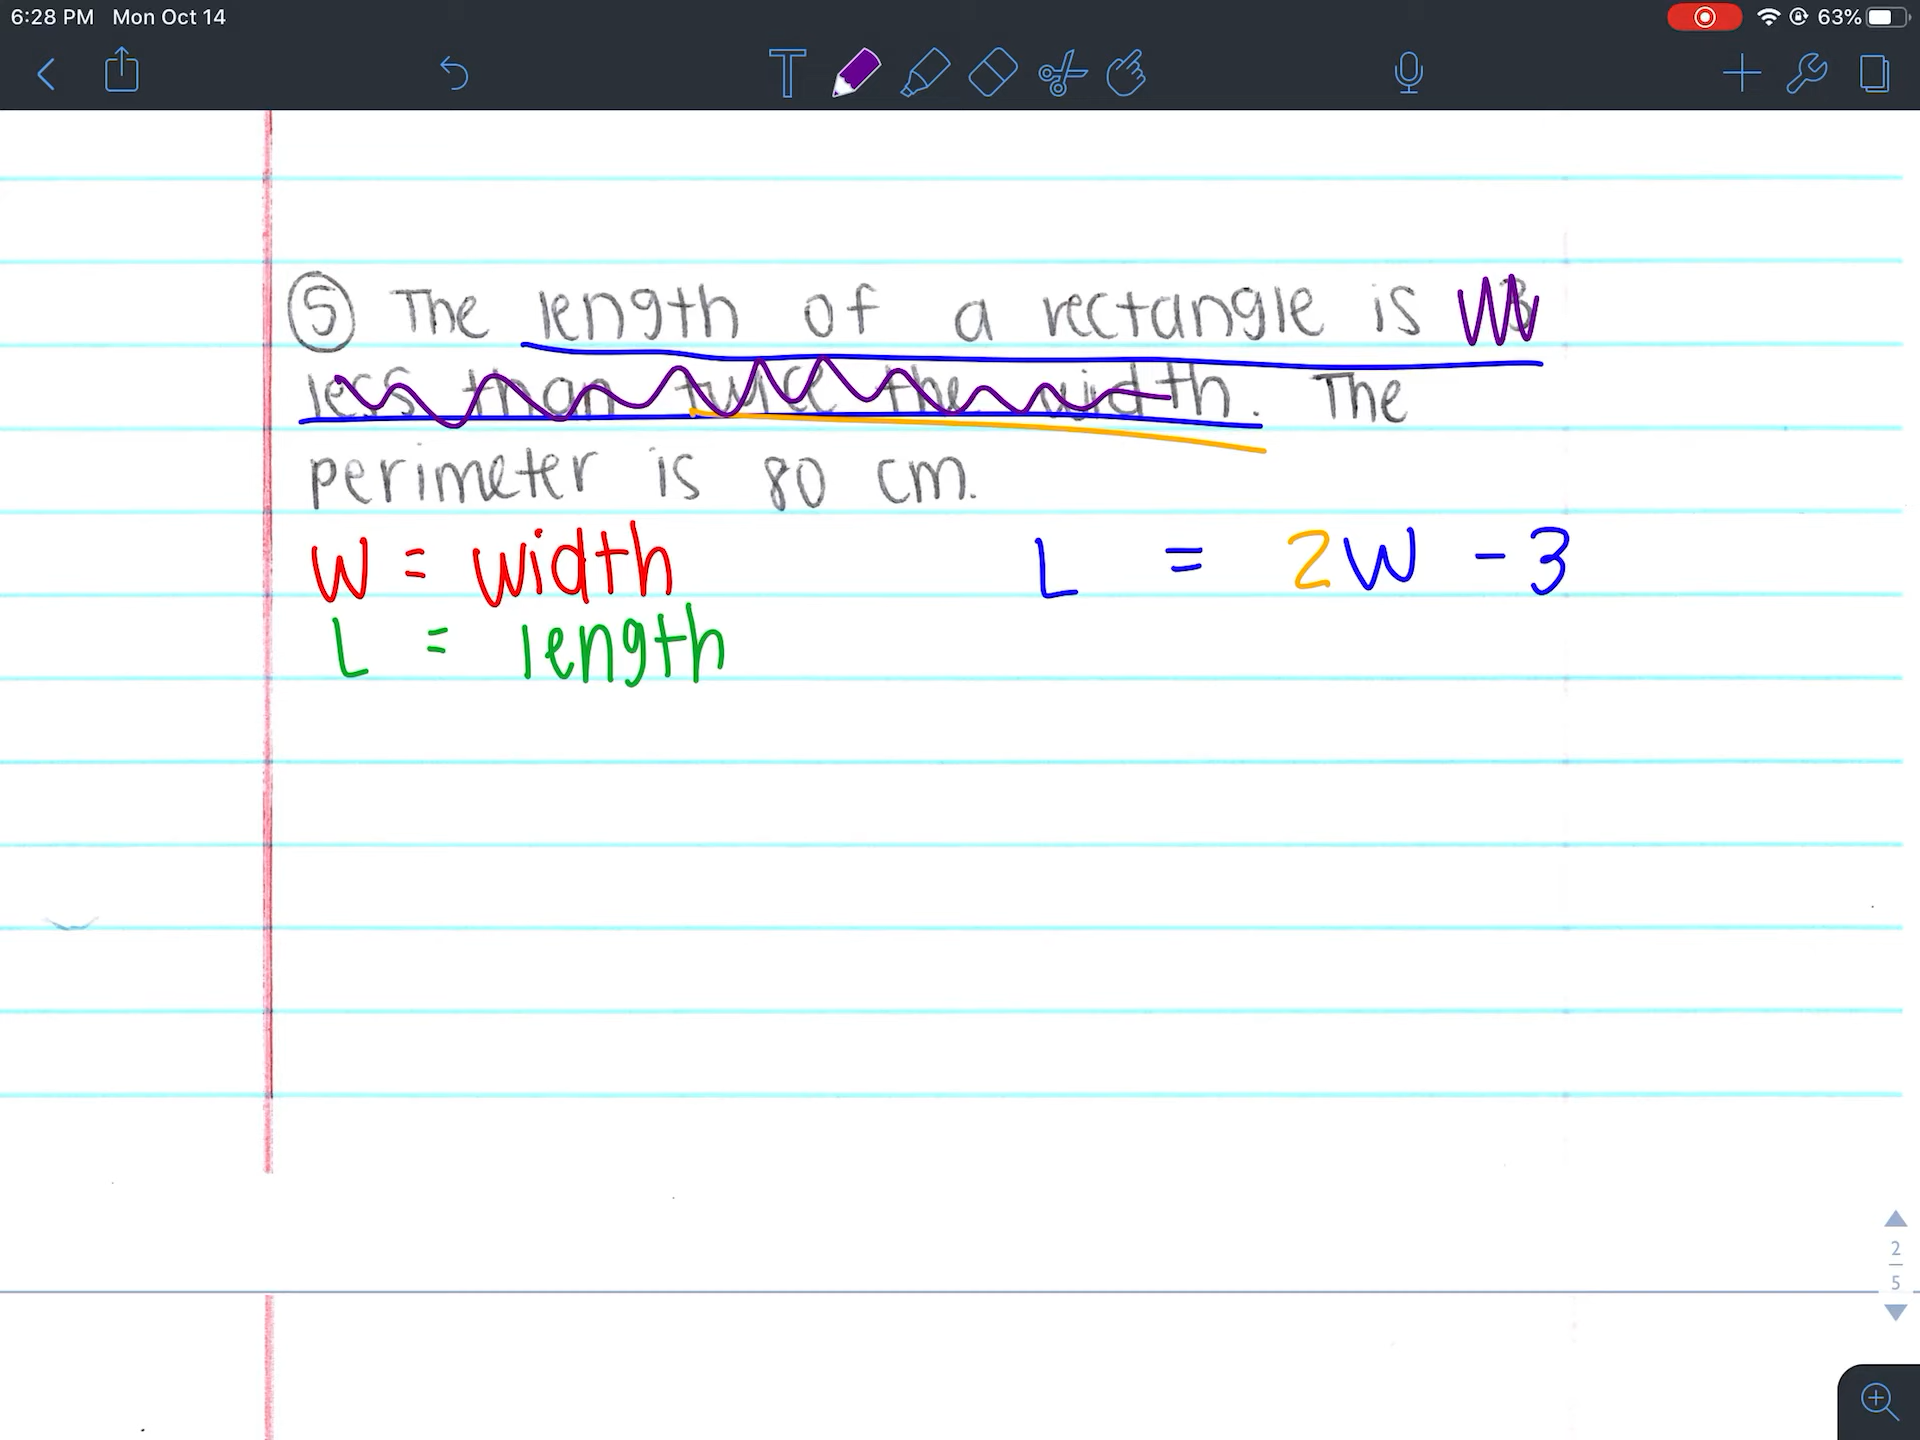 6:28 PM Mon Oct 14
63%
T
⑤ The length of a rectangle is 3
less than twice the width. The
perimeter is 80 cm.
W = width
L = 2W - 3
L = length
2
5